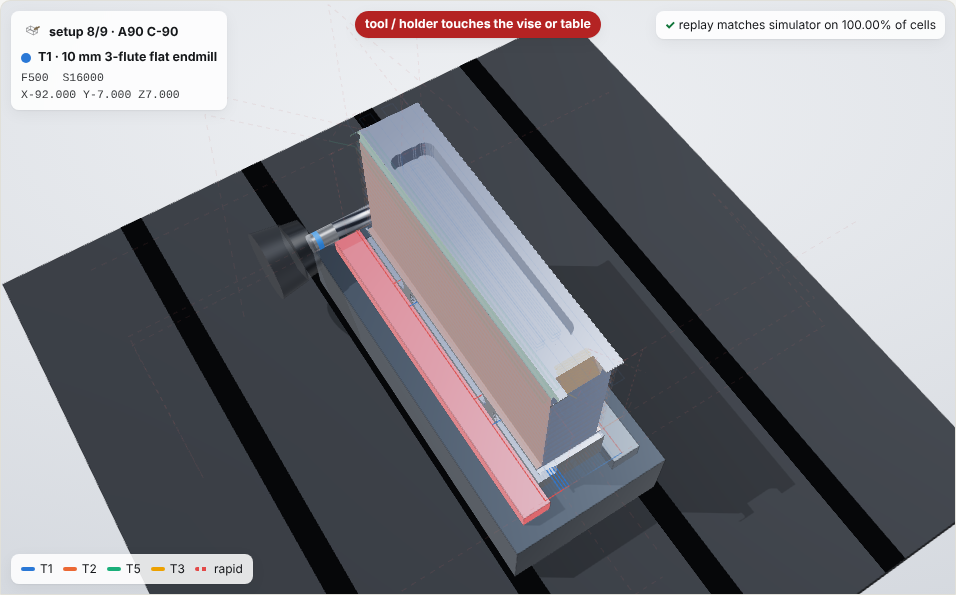 setup 8/9 · A90 C-90
T1 · 10 mm 3-flute flat endmill
F500 S16000
X-92.000 Y-7.000 Z7.000
tool / holder touches the vise or table
✓ replay matches simulator on 100.00% of cells
T1 T2 T5 T3 rapid